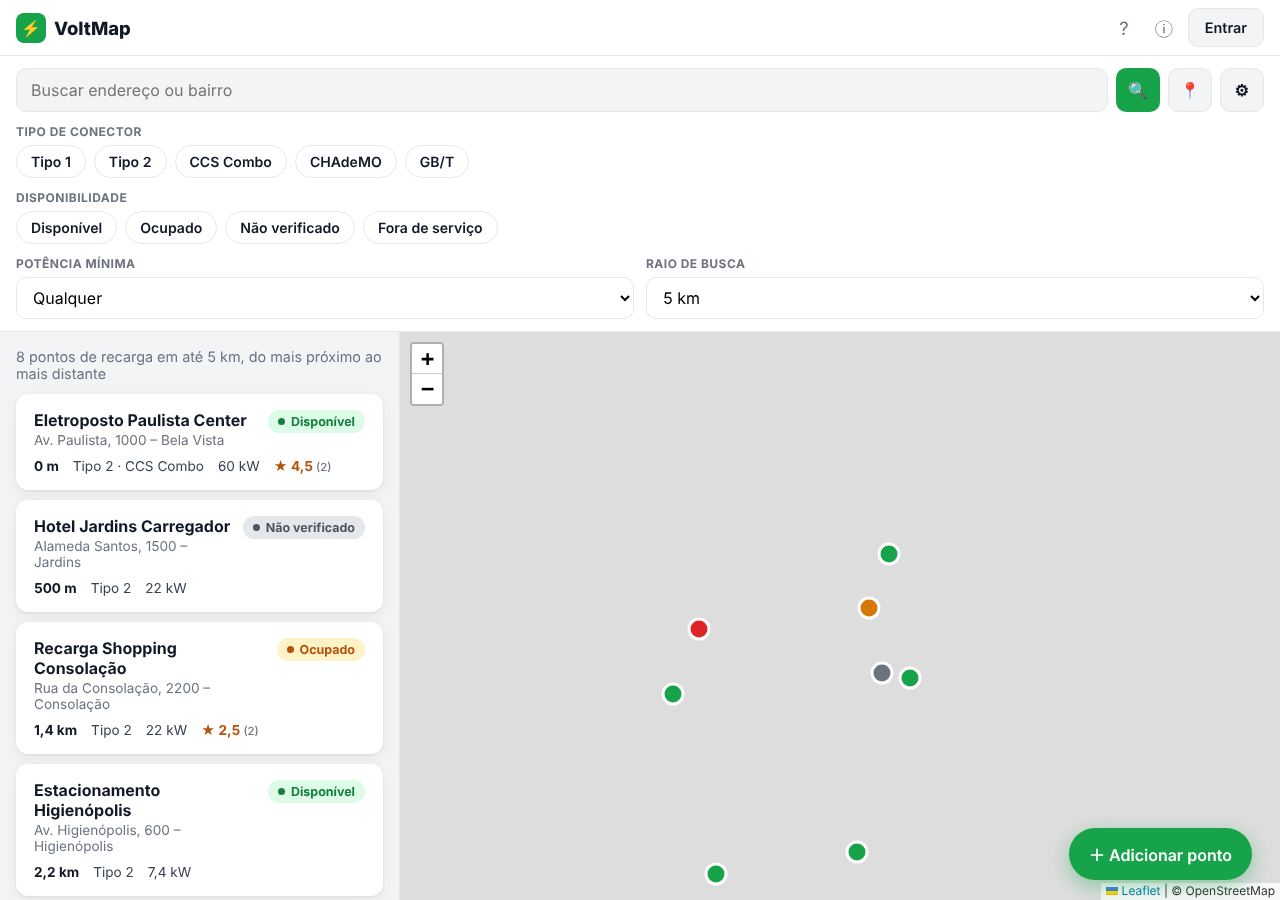 ⚡ VoltMap
? ⓘ Entrar
Buscar endereço ou bairro
TIPO DE CONECTOR
Tipo 1 Tipo 2 CCS Combo CHAdeMO GB/T
DISPONIBILIDADE
Disponível Ocupado Não verificado Fora de serviço
POTÊNCIA MÍNIMA RAIO DE BUSCA
Qualquer 5 km
8 pontos de recarga em até 5 km, do mais próximo ao
mais distante
Eletroposto Paulista Center Disponível
Av. Paulista, 1000 – Bela Vista
0 m Tipo 2 · CCS Combo 60 kW ★ 4,5 (2)
Hotel Jardins Carregador Não verificado
Alameda Santos, 1500 –
Jardins
500 m Tipo 2 22 kW
Recarga Shopping Ocupado
Consolação
Rua da Consolação, 2200 –
Consolação
1,4 km Tipo 2 22 kW ★ 2,5 (2)
Estacionamento Disponível
Higienópolis
Av. Higienópolis, 600 –
Higienópolis
2,2 km Tipo 2 7,4 kW
+
−
+ Adicionar ponto
Leaflet | © OpenStreetMap